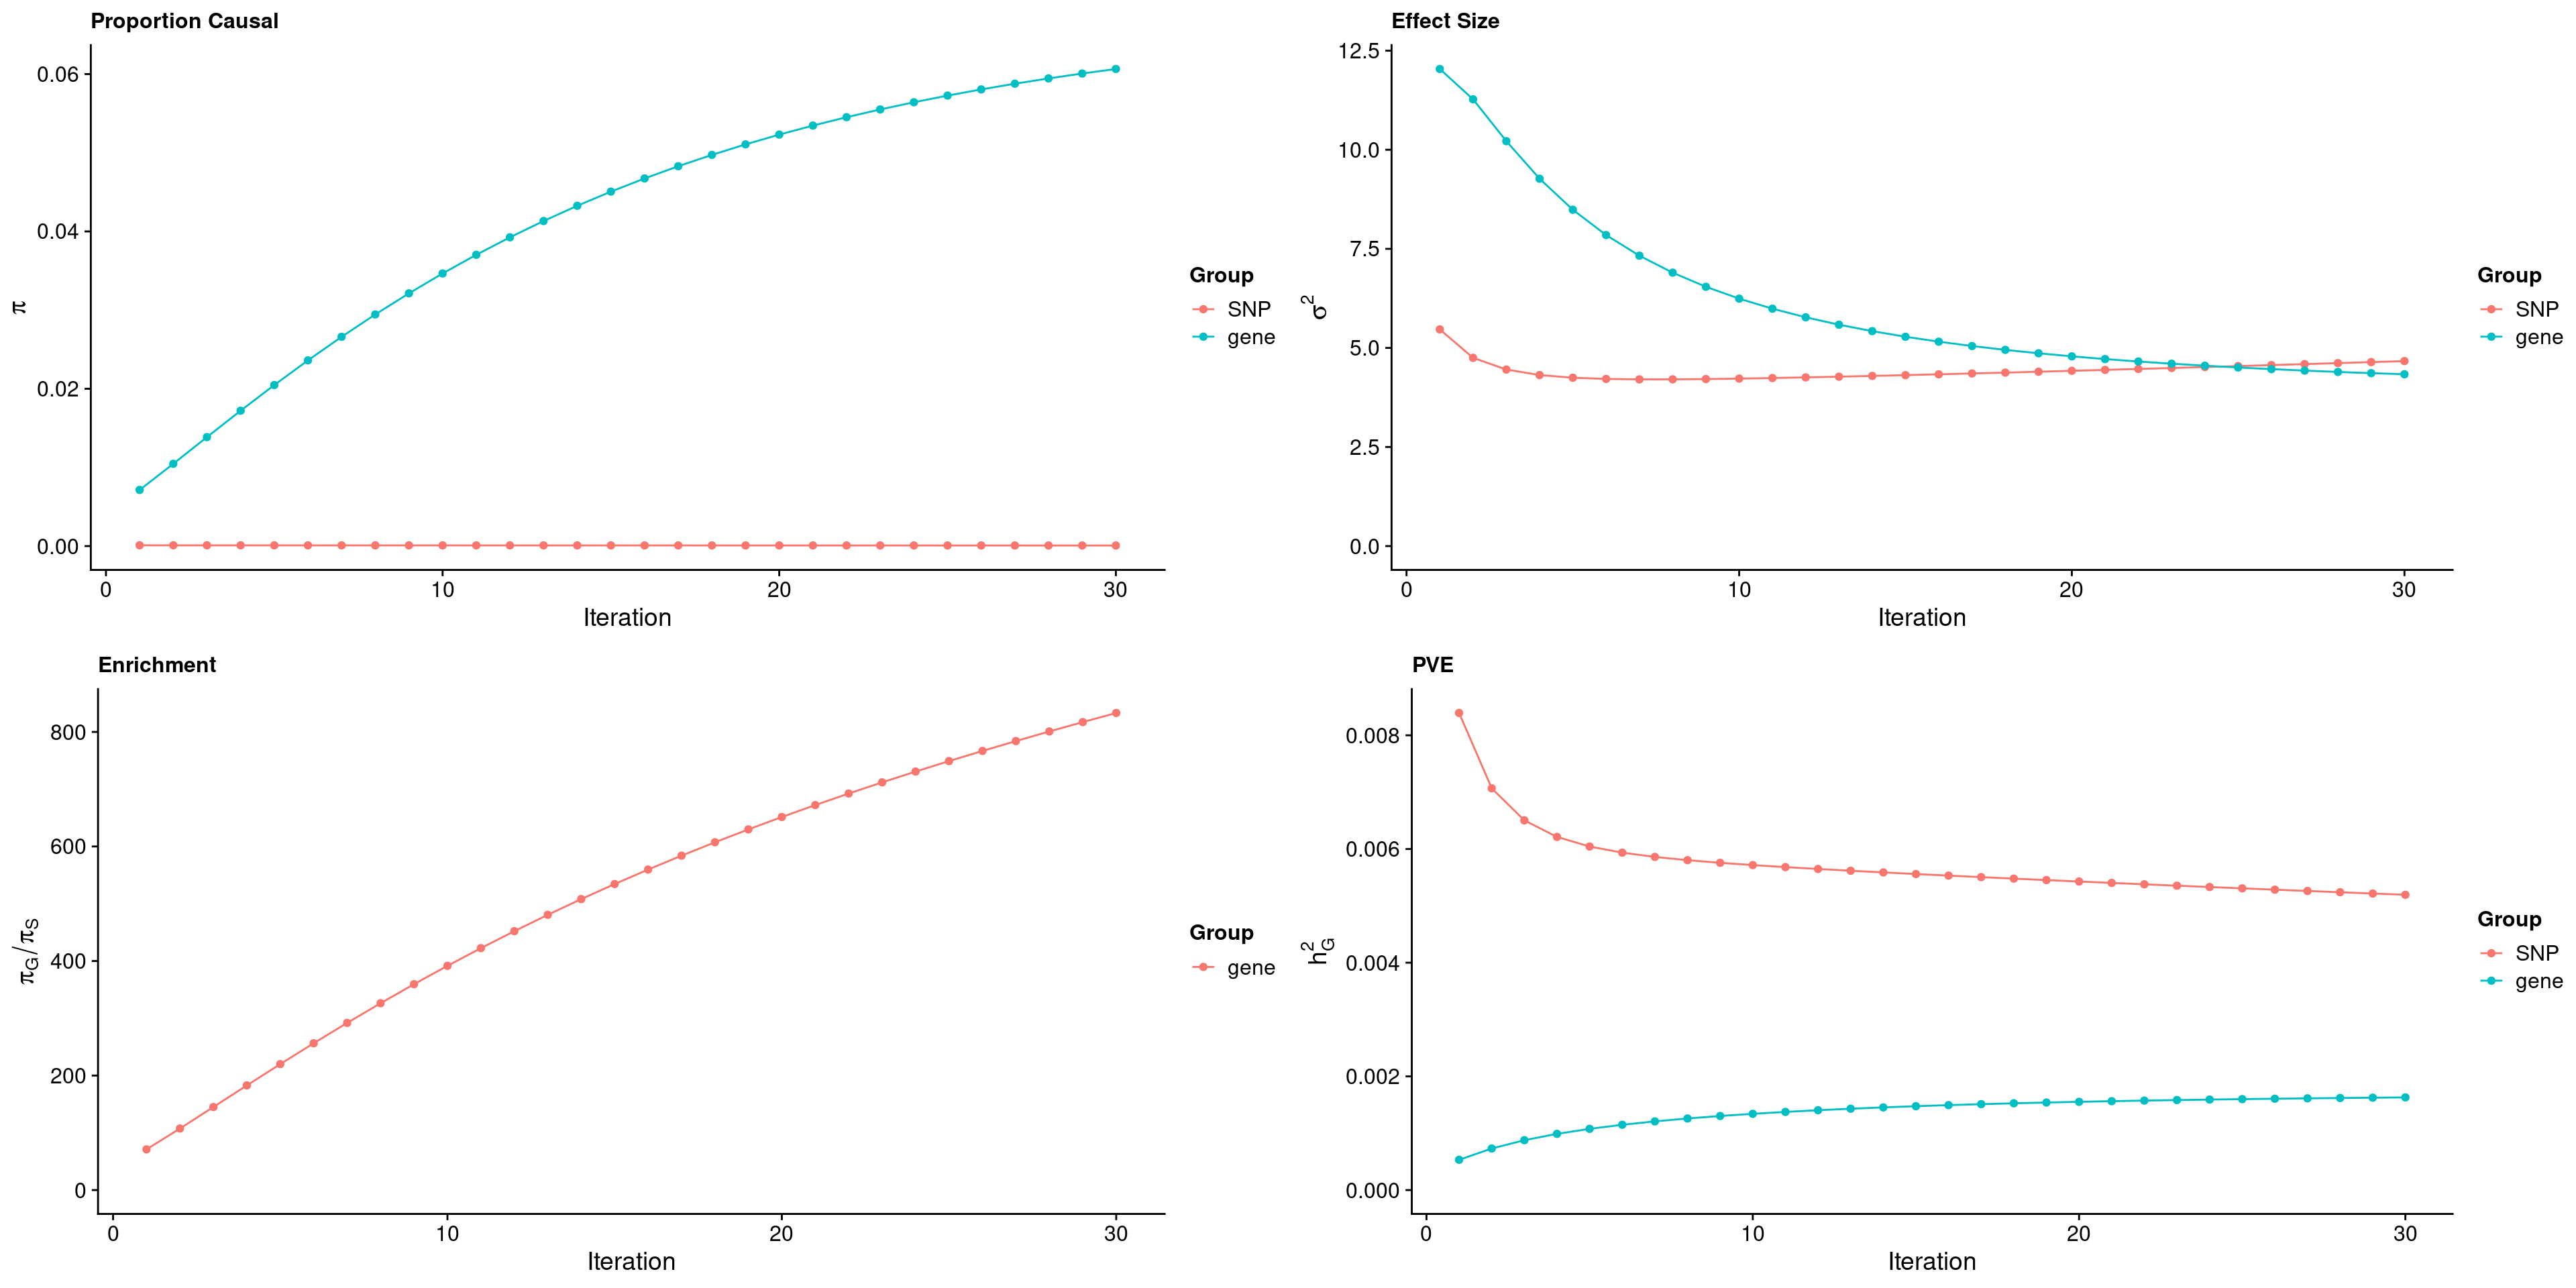 Proportion Causal
0.06
0.04
0.02
0.00
π
0 10 20 30
Iteration
Group
SNP
gene
Effect Size
12.5
10.0
7.5
5.0
2.5
0.0
σ²
0 10 20 30
Iteration
Group
SNP
gene
Enrichment
800
600
400
200
0
π_G/π_S
0 10 20 30
Iteration
Group
gene
PVE
0.008
0.006
0.004
0.002
0.000
h²_G
0 10 20 30
Iteration
Group
SNP
gene